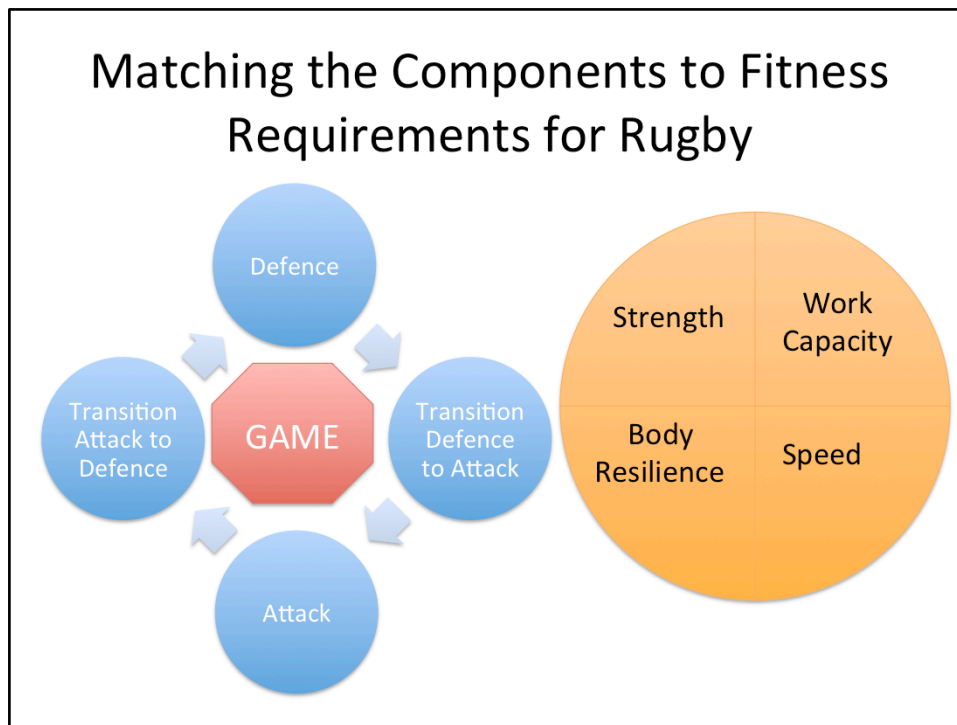 Matching the Components to Fitness
Requirements for Rugby
Defence
Transition
Attack to
Defence
GAME
Transition
Defence
to Attack
Attack
Strength
Work
Capacity
Body
Resilience
Speed